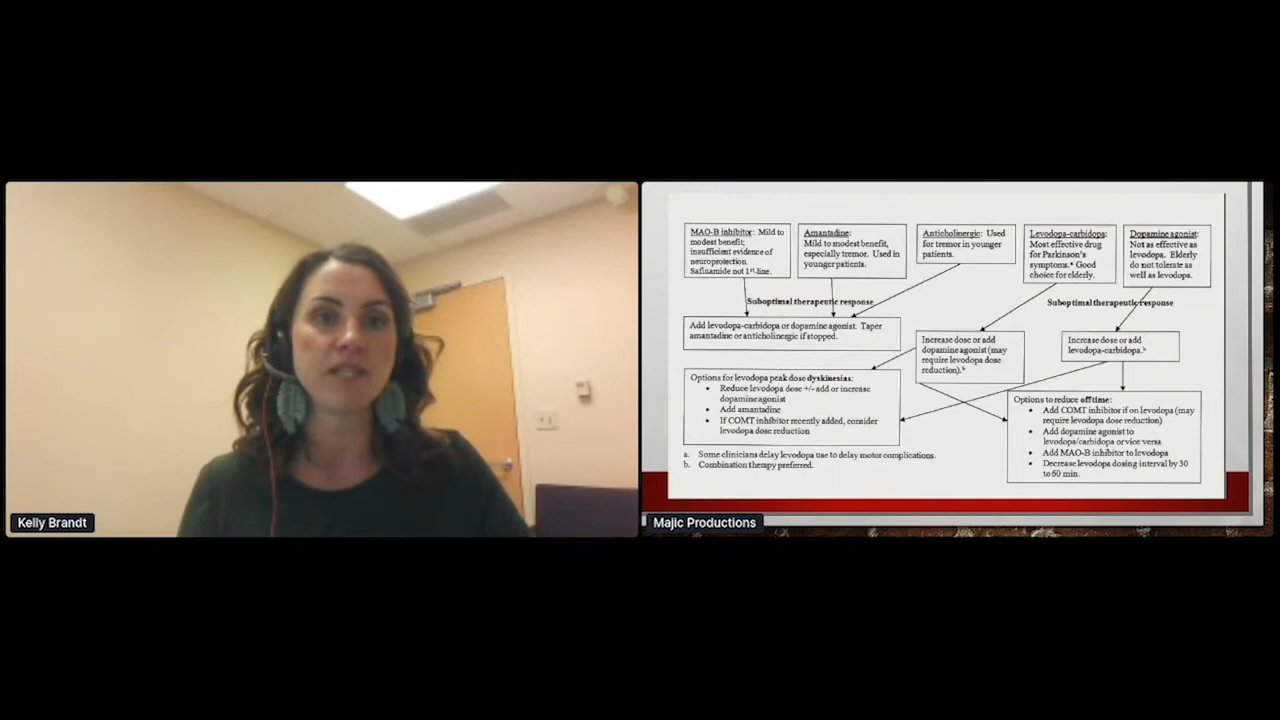 MAO-B inhibitor: Mild to
modest benefit;
insufficient evidence of
neuroprotection.
Safinamide not 1st-line.
Amantadine:
Mild to modest benefit,
especially tremor. Used in
younger patients.
Anticholinergic: Used
for tremor in younger
patients.
Levodopa-carbidopa:
Most effective drug
for Parkinson's
symptoms.a Good
choice for elderly.
Dopamine agonist:
Not as effective as
levodopa. Elderly
do not tolerate as
well as levodopa.
Suboptimal therapeutic response
Suboptimal therapeutic response
Add levodopa-carbidopa or dopamine agonist. Taper
amantadine or anticholinergic if stopped.
Increase dose or add
dopamine agonist (may
require levodopa dose
reduction).b
Increase dose or add
levodopa-carbidopa.b
Options for levodopa peak dose dyskinesias:
• Reduce levodopa dose +/- add or increase
dopamine agonist
• Add amantadine
• If COMT inhibitor recently added, consider
levodopa dose reduction
Options to reduce off time:
• Add COMT inhibitor if on levodopa (may
require levodopa dose reduction)
• Add dopamine agonist to
levodopa/carbidopa or vice versa
• Add MAO-B inhibitor to levodopa
• Decrease levodopa dosing interval by 30
to 60 min.
a. Some clinicians delay levodopa use to delay motor complications.
b. Combination therapy preferred.
Kelly Brandt
Majic Productions